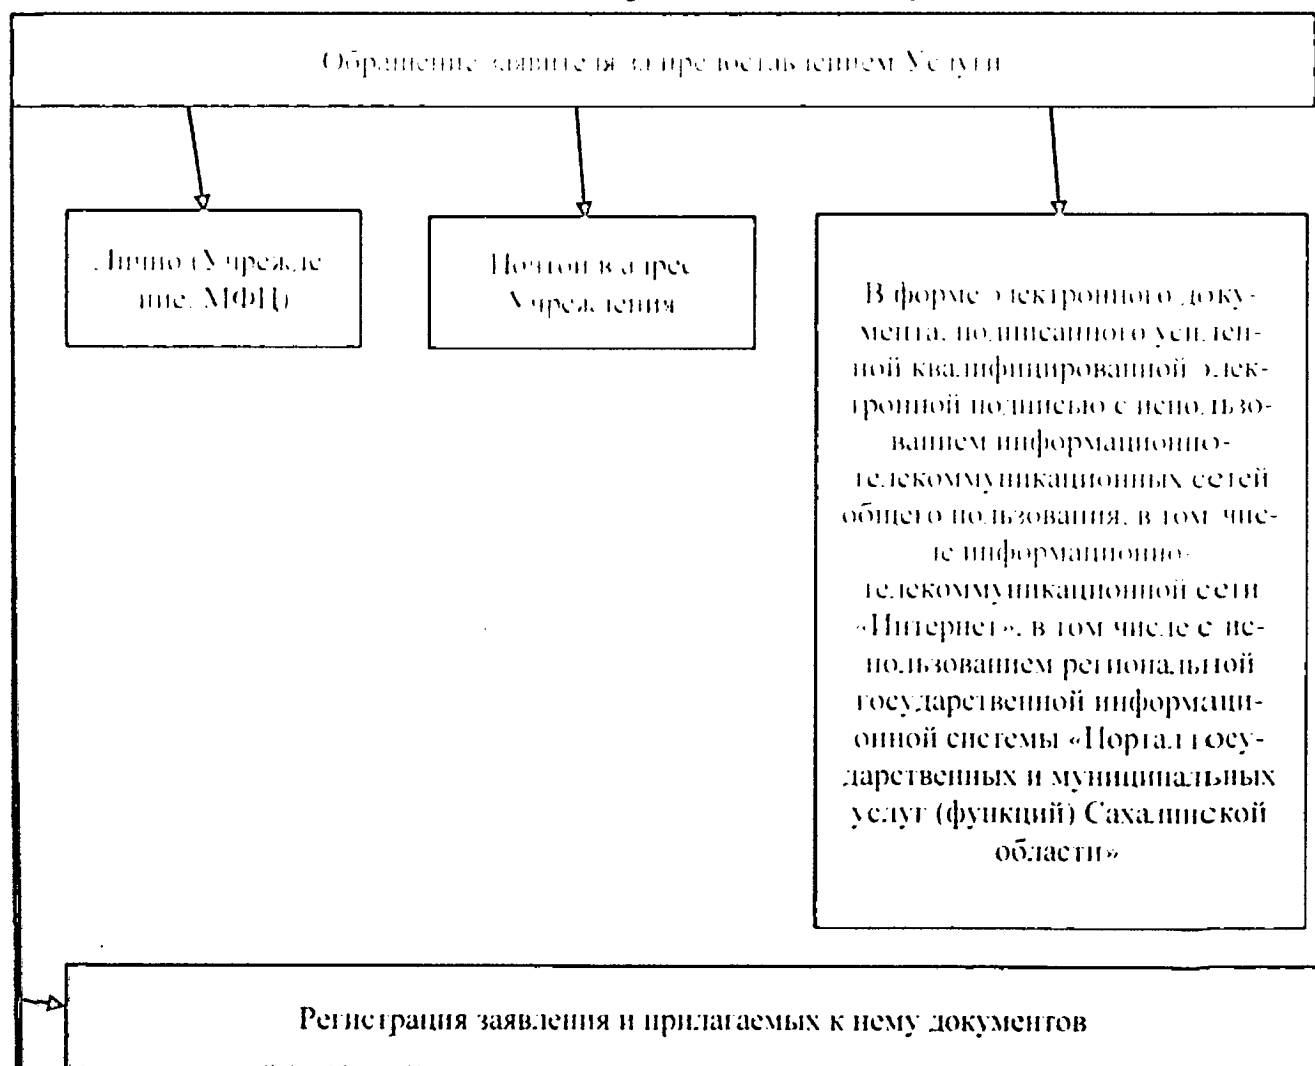 Обращение заявителя за предоставлением Услуги
Лично (Учрежде
ние, МФЦ)
Почтой в адрес
Учреждения
В форме электронного доку-
мента, подписанного усилен-
ной квалифицированной элек-
тронной подписью с использо-
ванием информационно-
телекоммуникационных сетей
общего пользования, в том чис-
ле информационно-
телекоммуникационной сети
«Интернет», в том числе с ис-
пользованием региональной
государственной информаци-
онной системы «Портал госу-
дарственных и муниципальных
услуг (функций) Сахалинской
области»
Регистрация заявления и прилагаемых к нему документов